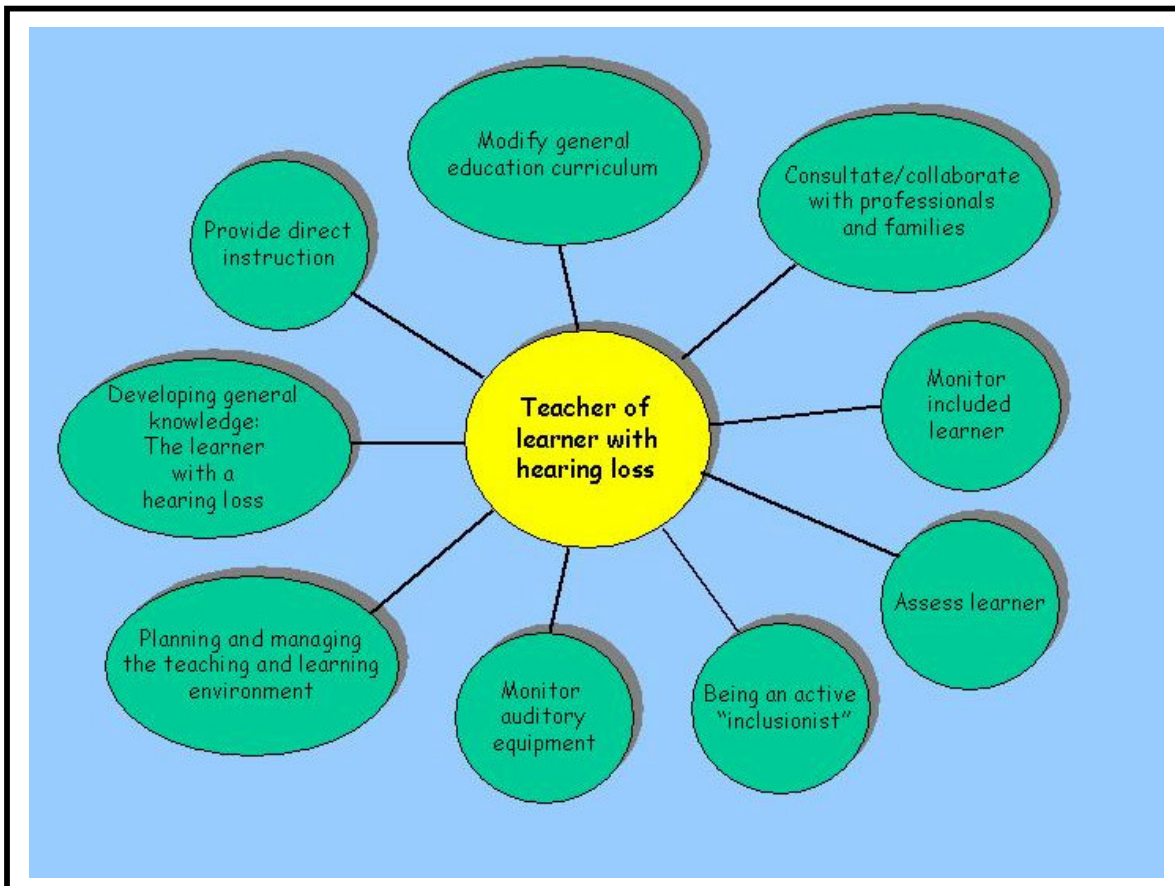 Modify general
education curriculum
Consultate/collaborate
with professionals
and families
Provide direct
instruction
Monitor
included
learner
Developing general
knowledge:
The learner
with a
hearing loss
Teacher of
learner with
hearing loss
Assess learner
Planning and managing
the teaching and learning
environment
Monitor
auditory
equipment
Being an active
“inclusionist”